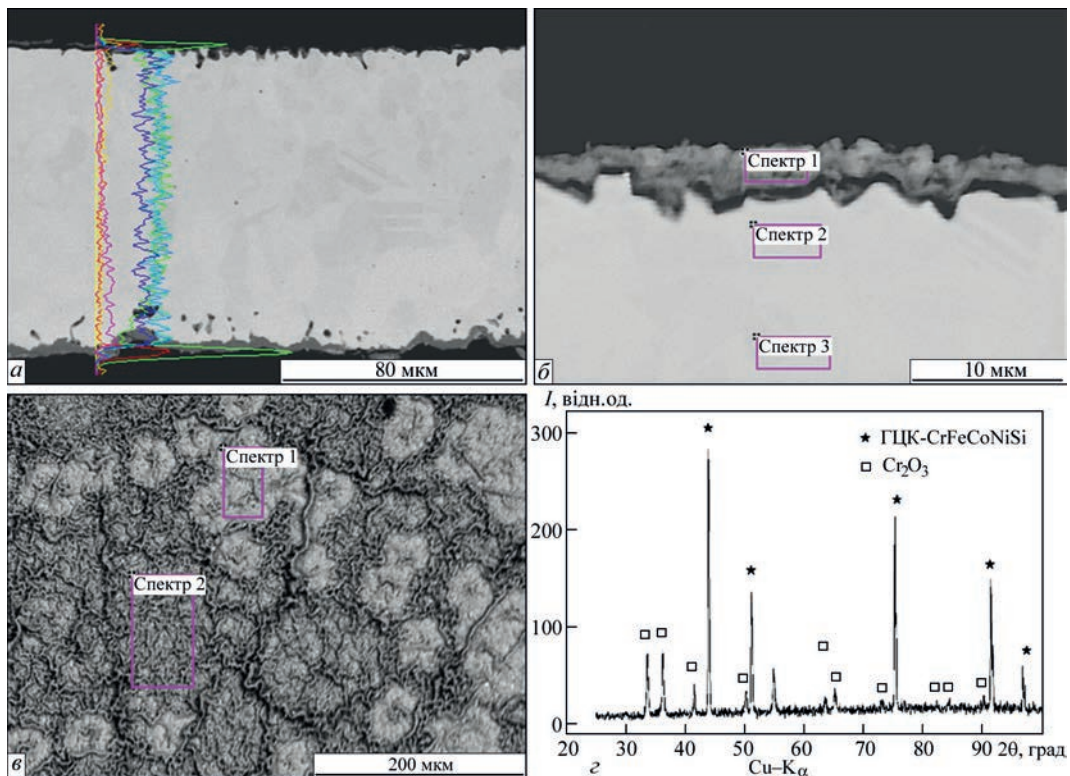 а
80 мкм
Спектр 1
Спектр 2
Спектр 3
б
10 мкм
Спектр 1
Спектр 2
в
200 мкм
I, відн.од.
★ ГЦК-CrFeCoNiSi
□ Cr₂O₃
300
200
100
0
20 30 40 50 60 70 80 90 2θ, град
г
Cu–Kα